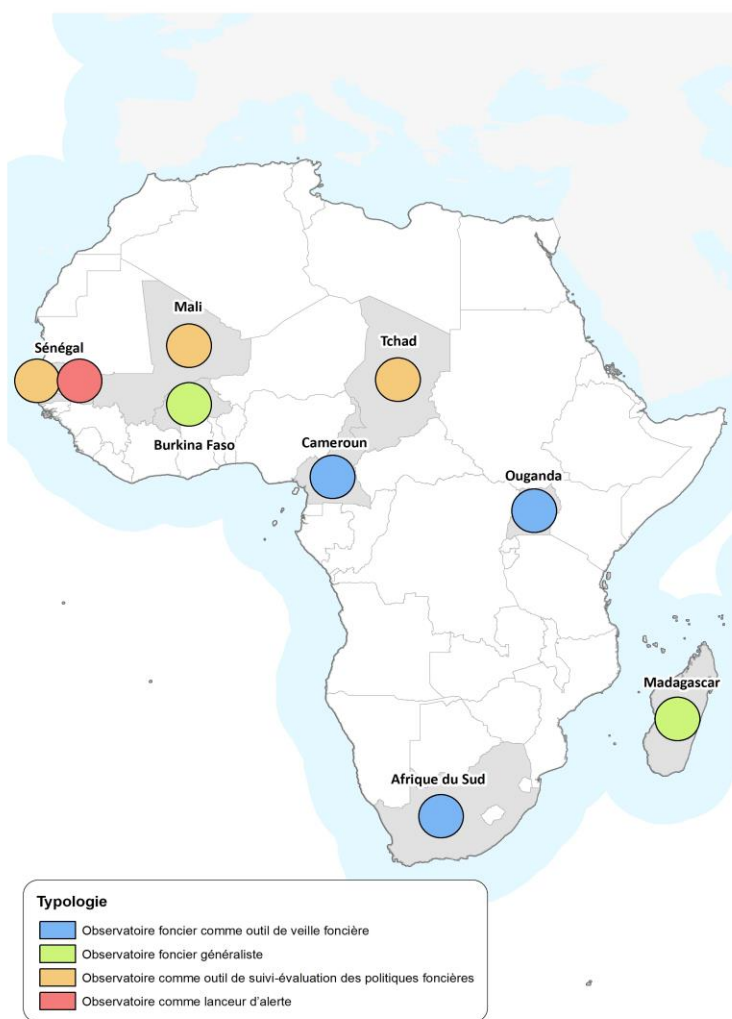 Mali
Tchad
Sénégal
Burkina Faso
Cameroun
Ouganda
Madagascar
Afrique du Sud
Typologie
Observatoire foncier comme outil de veille foncière
Observatoire foncier généraliste
Observatoire comme outil de suivi-évaluation des politiques foncières
Observatoire comme lanceur d'alerte